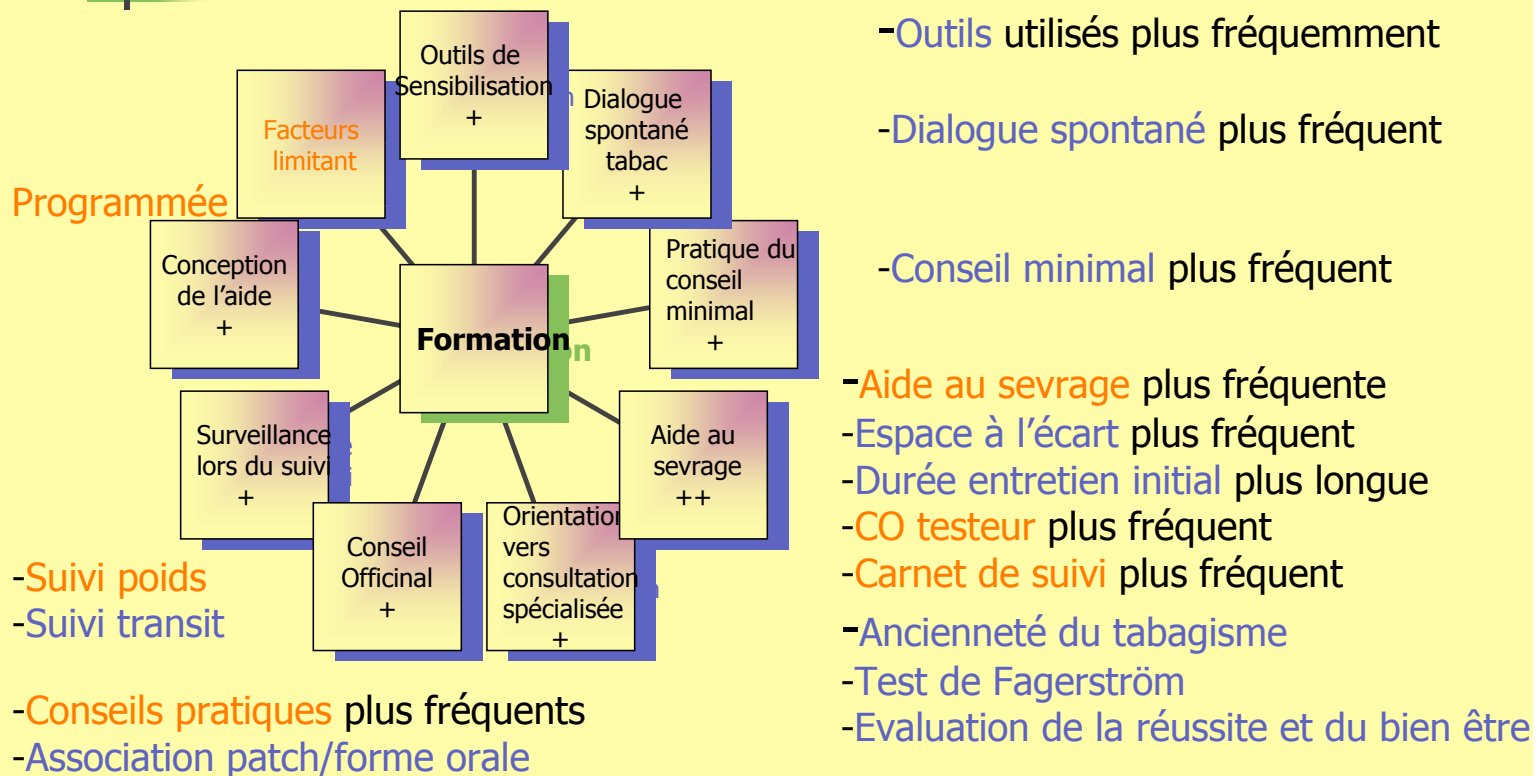 Outils de
Sensibilisation
+
Dialogue
spontané
tabac
+
Pratique du
conseil
minimal
+
Aide au
sevrage
++
Orientation
vers
consultation
spécialisée
+
Conseil
Officinal
+
Surveillance
lors du suivi
+
Conception
de l’aide
+
Facteurs
limitant
Formation
Programmée
-Suivi poids
-Suivi transit
-Conseils pratiques plus fréquents
-Association patch/forme orale
-Outils utilisés plus fréquemment
-Dialogue spontané plus fréquent
-Conseil minimal plus fréquent
-Aide au sevrage plus fréquente
-Espace à l’écart plus fréquent
-Durée entretien initial plus longue
-CO testeur plus fréquent
-Carnet de suivi plus fréquent
-Ancienneté du tabagisme
-Test de Fagerström
-Evaluation de la réussite et du bien être